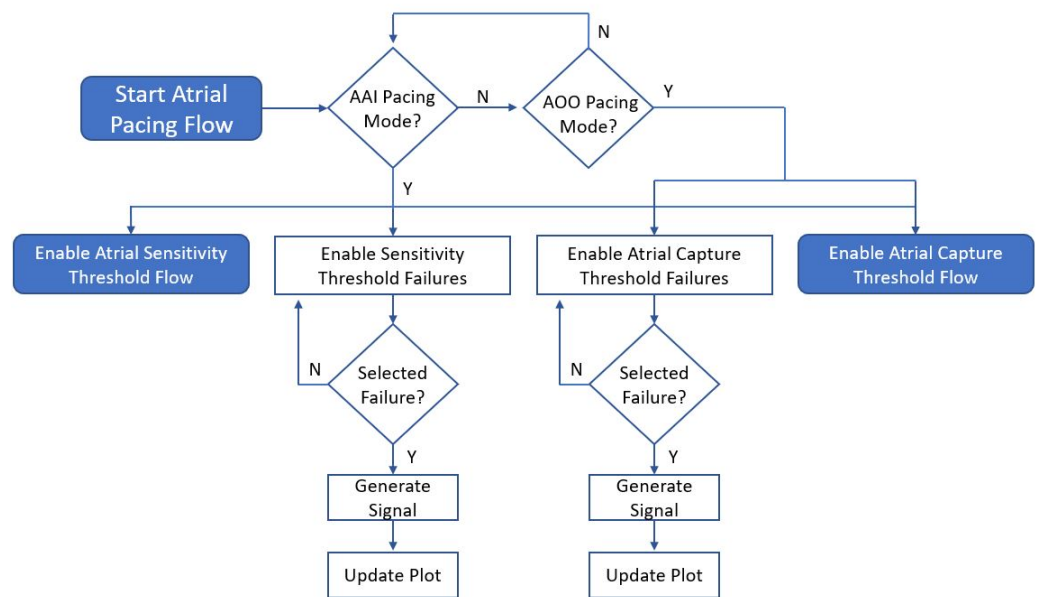 N
Start Atrial
Pacing Flow
AAI Pacing
Mode?
N
AOO Pacing
Mode?
Y
Y
Enable Atrial Sensitivity
Threshold Flow
Enable Sensitivity
Threshold Failures
Enable Atrial Capture
Threshold Failures
Enable Atrial Capture
Threshold Flow
N
Selected
Failure?
N
Selected
Failure?
Y
Y
Generate
Signal
Generate
Signal
Update Plot
Update Plot